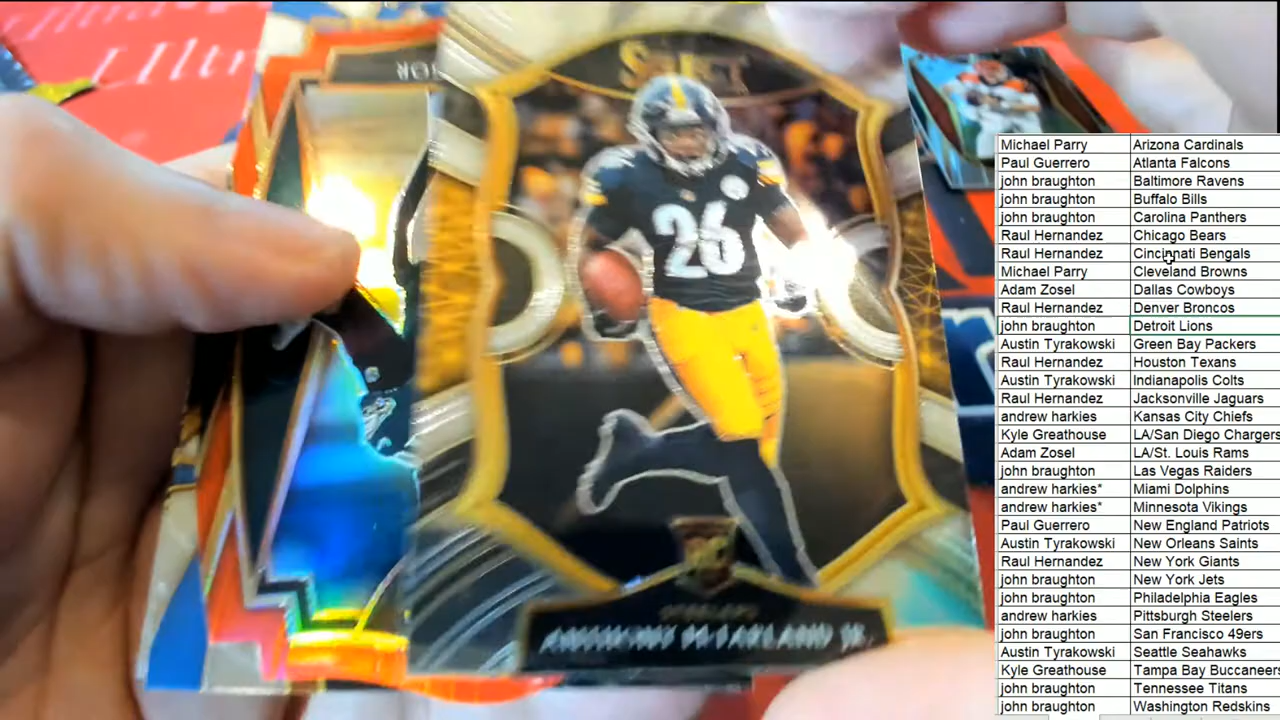 Ultr
SELECT
26
STEELERS
ANTHONY McFARLAND JR.
Michael Parry Arizona Cardinals
Paul Guerrero Atlanta Falcons
john braughton Baltimore Ravens
john braughton Buffalo Bills
john braughton Carolina Panthers
Raul Hernandez Chicago Bears
Raul Hernandez Cincinnati Bengals
Michael Parry Cleveland Browns
Adam Zosel Dallas Cowboys
Raul Hernandez Denver Broncos
john braughton Detroit Lions
Austin Tyrakowski Green Bay Packers
Raul Hernandez Houston Texans
Austin Tyrakowski Indianapolis Colts
Raul Hernandez Jacksonville Jaguars
andrew harkies Kansas City Chiefs
Kyle Greathouse LA/San Diego Chargers
Adam Zosel LA/St. Louis Rams
john braughton Las Vegas Raiders
andrew harkies* Miami Dolphins
andrew harkies* Minnesota Vikings
Paul Guerrero New England Patriots
Austin Tyrakowski New Orleans Saints
Raul Hernandez New York Giants
john braughton New York Jets
john braughton Philadelphia Eagles
andrew harkies Pittsburgh Steelers
john braughton San Francisco 49ers
Austin Tyrakowski Seattle Seahawks
Kyle Greathouse Tampa Bay Buccaneers
john braughton Tennessee Titans
john braughton Washington Redskins